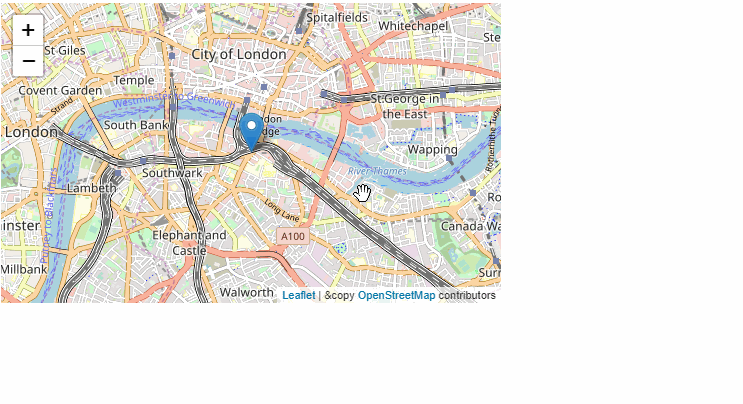 Spitalfields
Whitechapel
+
St Giles
City of London
Ste
−
Temple
Covent Garden
Strand
Westminster to Greenwich
St George in
the East
London
South Bank
don
dge
Wapping
Rotherhithe Tunn
River Thames
Southwark
Lambeth
Long Lane
Ro
inster
Putney to Blackfriars
Elephant and
Castle
A100
Canada Wa
Millbank
Surr
Walworth
Leaflet | &copy OpenStreetMap contributors